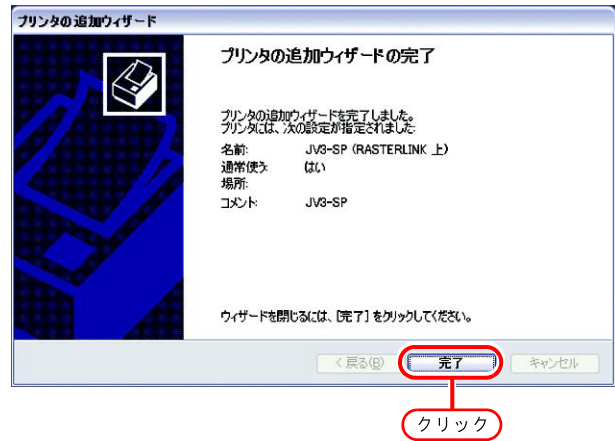 プリンタの追加ウィザード
プリンタの追加ウィザードの完了
プリンタの追加ウィザードを完了しました。
プリンタには、次の設定が指定されました:
名前: JV3-SP (RASTERLINK 上)
通常使う: はい
場所:
コメント: JV3-SP
ウィザードを閉じるには、[完了] をクリックしてください。
< 戻る(B) 完了 キャンセル
クリック